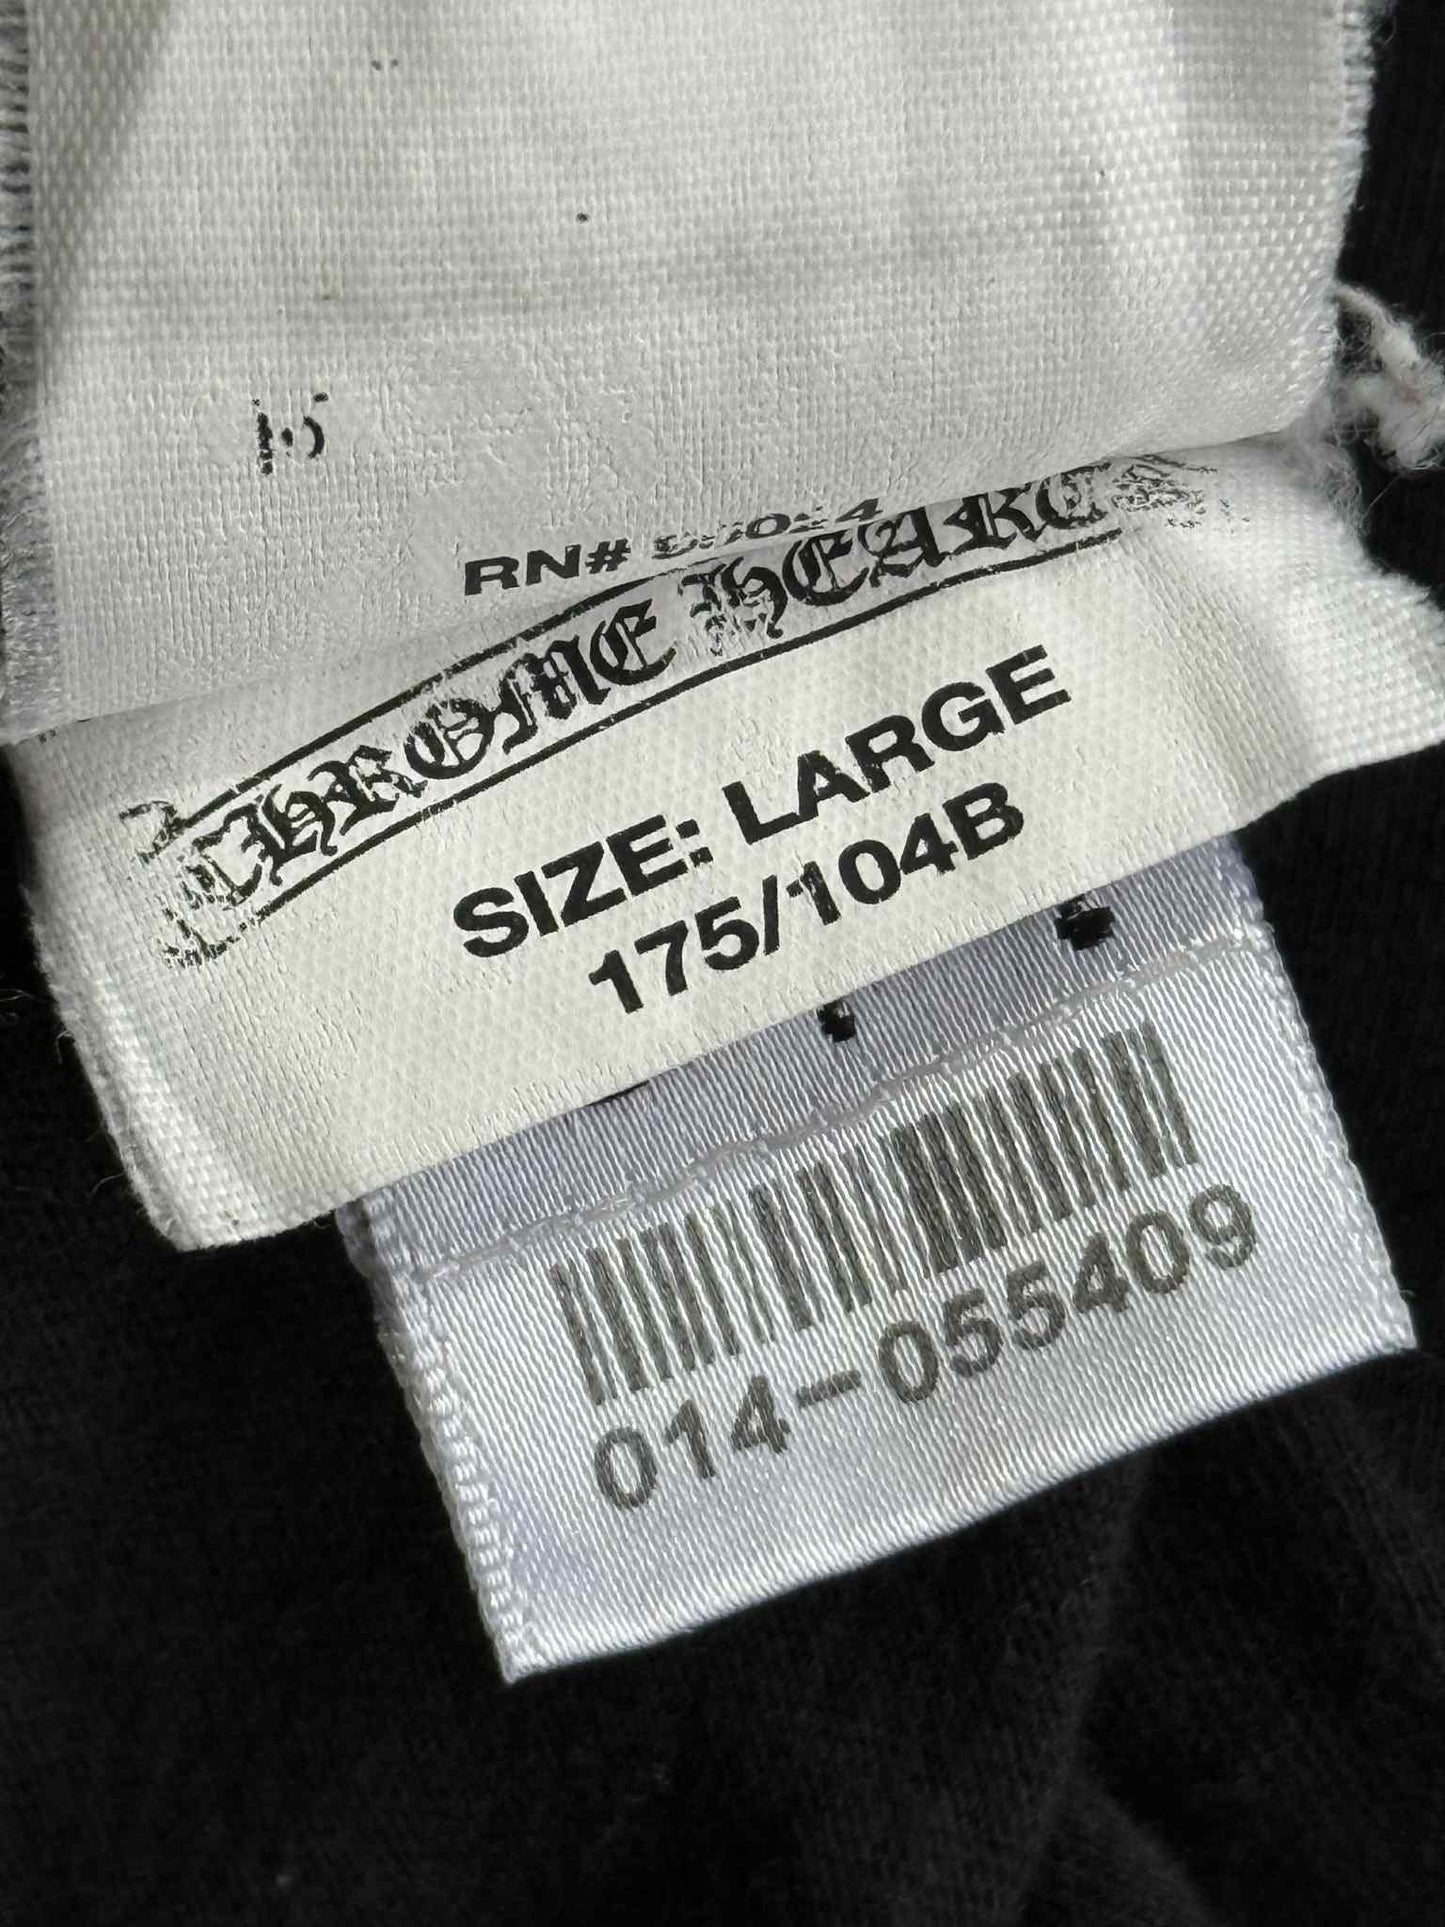 RN#
CHROME HEARTS
SIZE: LARGE
175/104B
014-055409